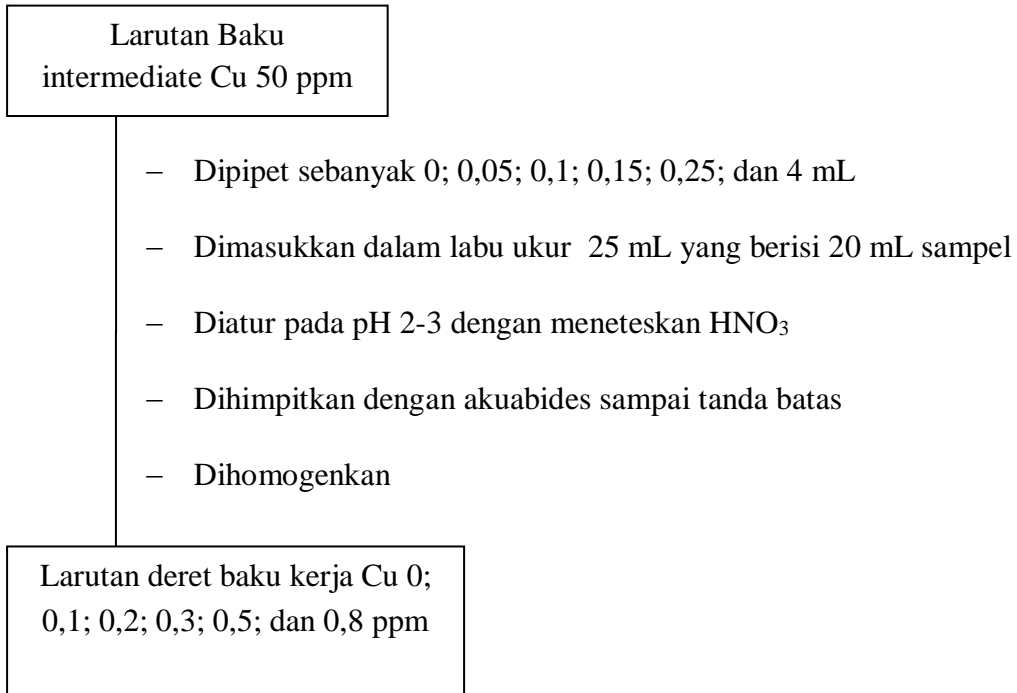 Larutan Baku
intermediate Cu 50 ppm
– Dipipet sebanyak 0; 0,05; 0,1; 0,15; 0,25; dan 4 mL
– Dimasukkan dalam labu ukur  25 mL yang berisi 20 mL sampel
– Diatur pada pH 2-3 dengan meneteskan HNO₃
– Dihimpitkan dengan akuabides sampai tanda batas
– Dihomogenkan
Larutan deret baku kerja Cu 0;
0,1; 0,2; 0,3; 0,5; dan 0,8 ppm